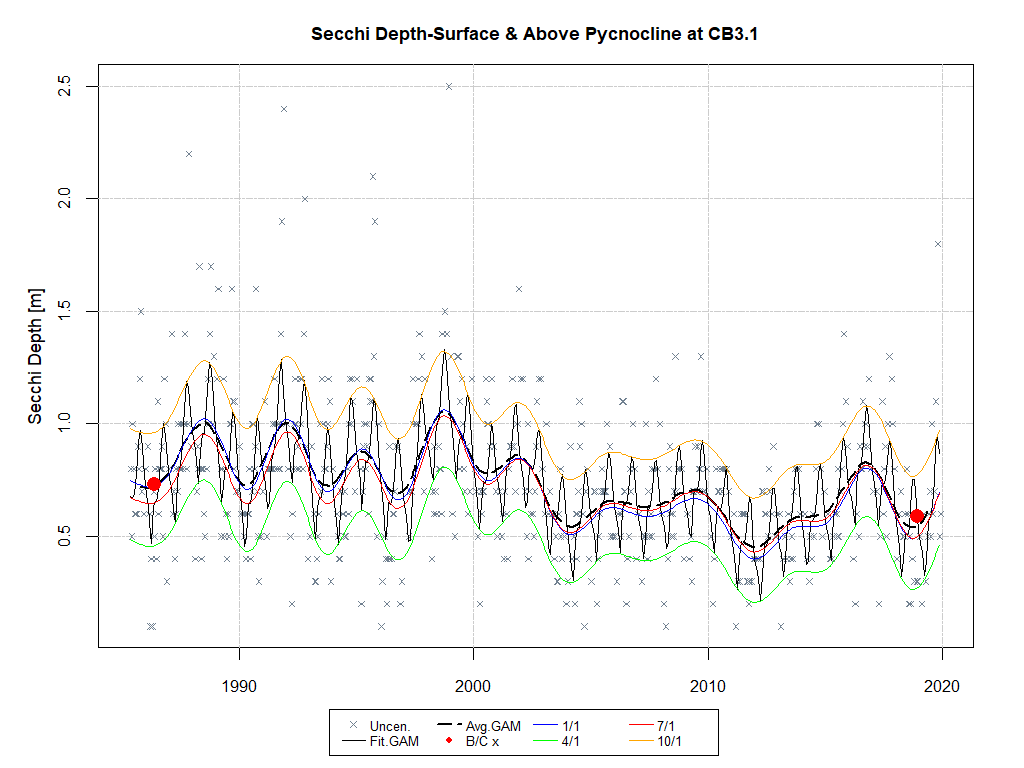 Secchi Depth-Surface & Above Pycnocline at CB3.1
Secchi Depth [m]
2.5
2.0
1.5
1.0
0.5
1990 2000 2010 2020
Uncen. Avg.GAM 1/1 7/1
Fit.GAM B/C x 4/1 10/1